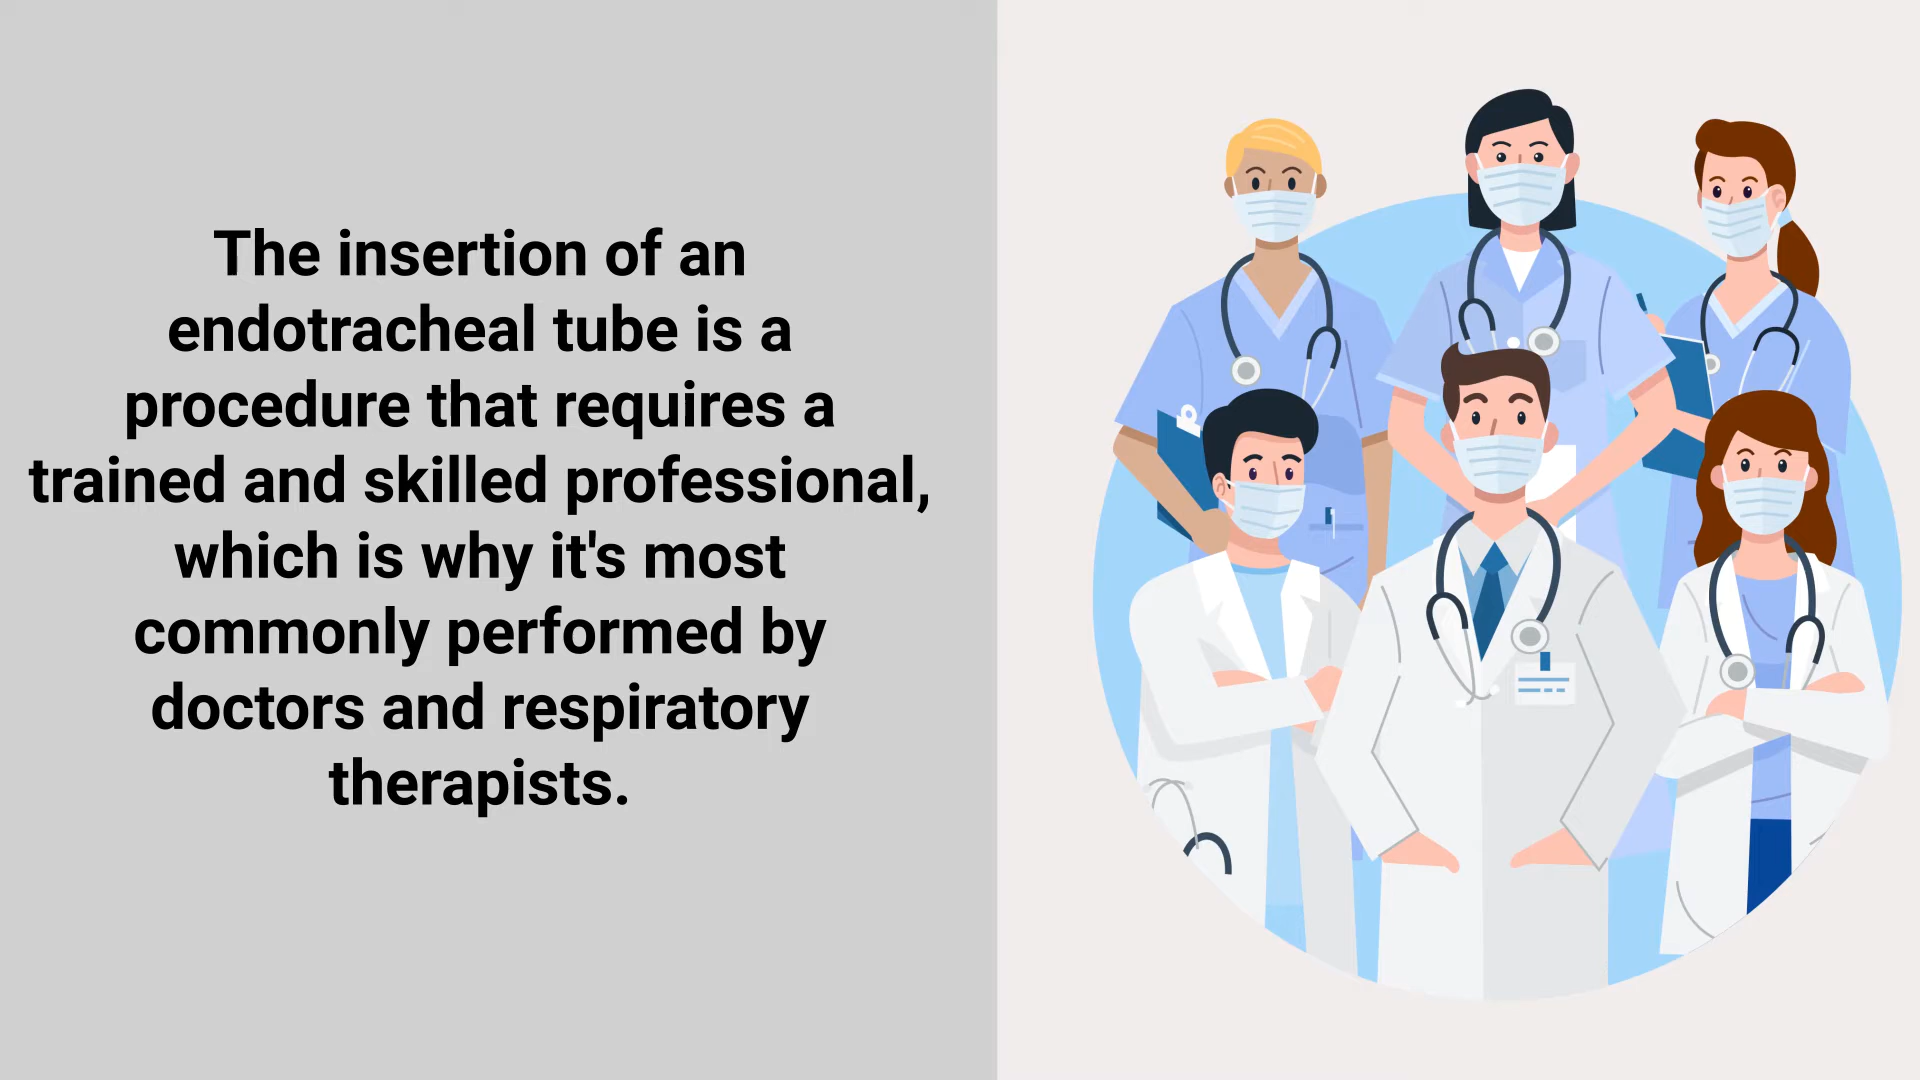 The insertion of an
endotracheal tube is a
procedure that requires a
trained and skilled professional,
which is why it's most
commonly performed by
doctors and respiratory
therapists.